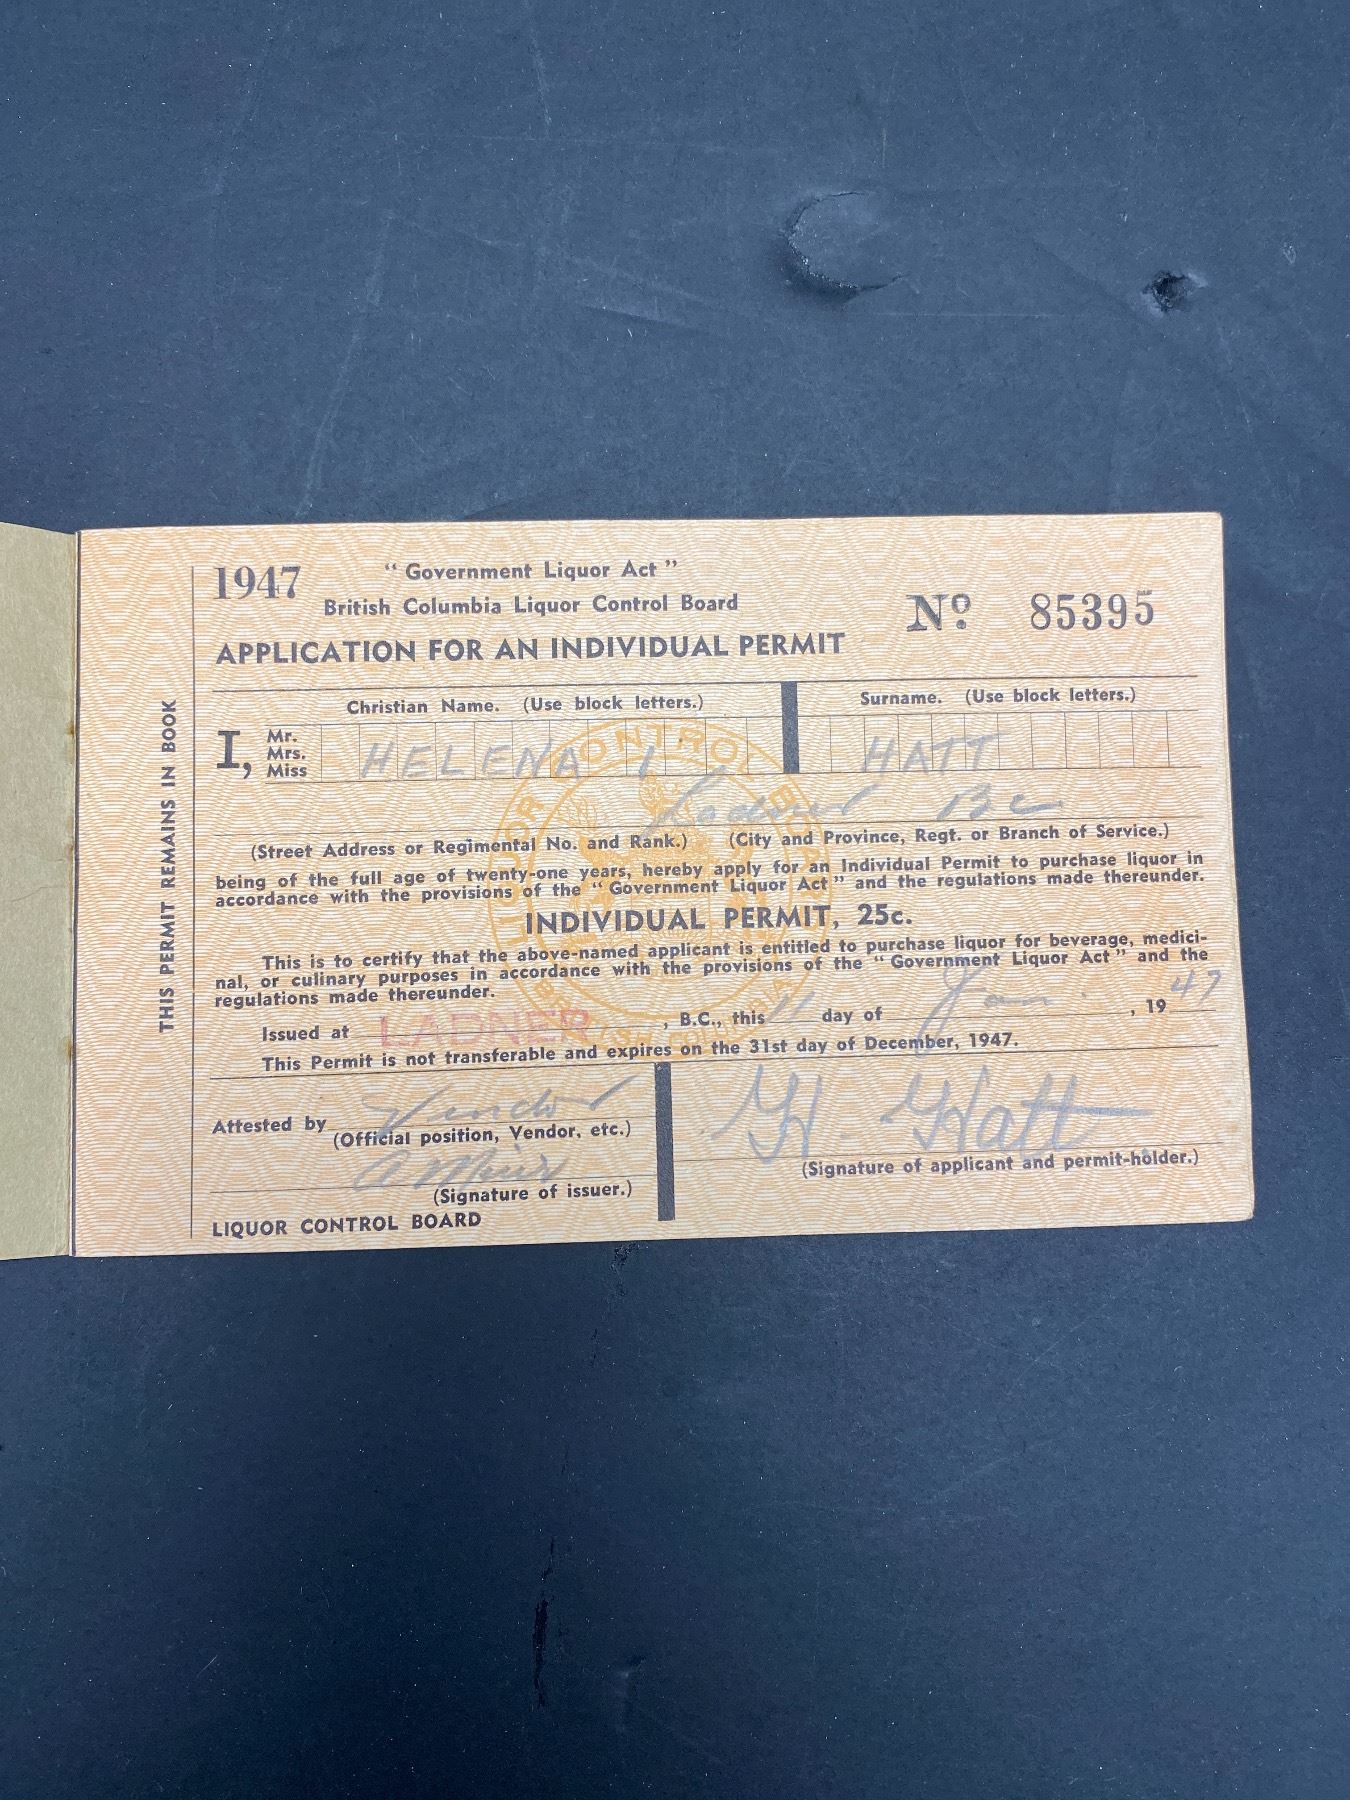 1947 " Government Liquor Act "
British Columbia Liquor Control Board
Nº 85395
APPLICATION FOR AN INDIVIDUAL PERMIT
Christian Name. (Use block letters.) Surname. (Use block letters.)
I, Mr. Mrs. Miss HELENA I HATT
Ladner BC
(Street Address or Regimental No. and Rank.) (City and Province, Regt. or Branch of Service.)
being of the full age of twenty-one years, hereby apply for an Individual Permit to purchase liquor in
accordance with the provisions of the " Government Liquor Act " and the regulations made thereunder.
INDIVIDUAL PERMIT, 25c.
This is to certify that the above-named applicant is entitled to purchase liquor for beverage, medici-
nal, or culinary purposes in accordance with the provisions of the " Government Liquor Act " and the
regulations made thereunder.
Issued at LADNER, B.C., this 11 day of Jan., 1947
This Permit is not transferable and expires on the 31st day of December, 1947.
Attested by Vendor
(Official position, Vendor, etc.)
H Hatt
(Signature of applicant and permit-holder.)
(Signature of issuer.)
LIQUOR CONTROL BOARD
THIS PERMIT REMAINS IN BOOK